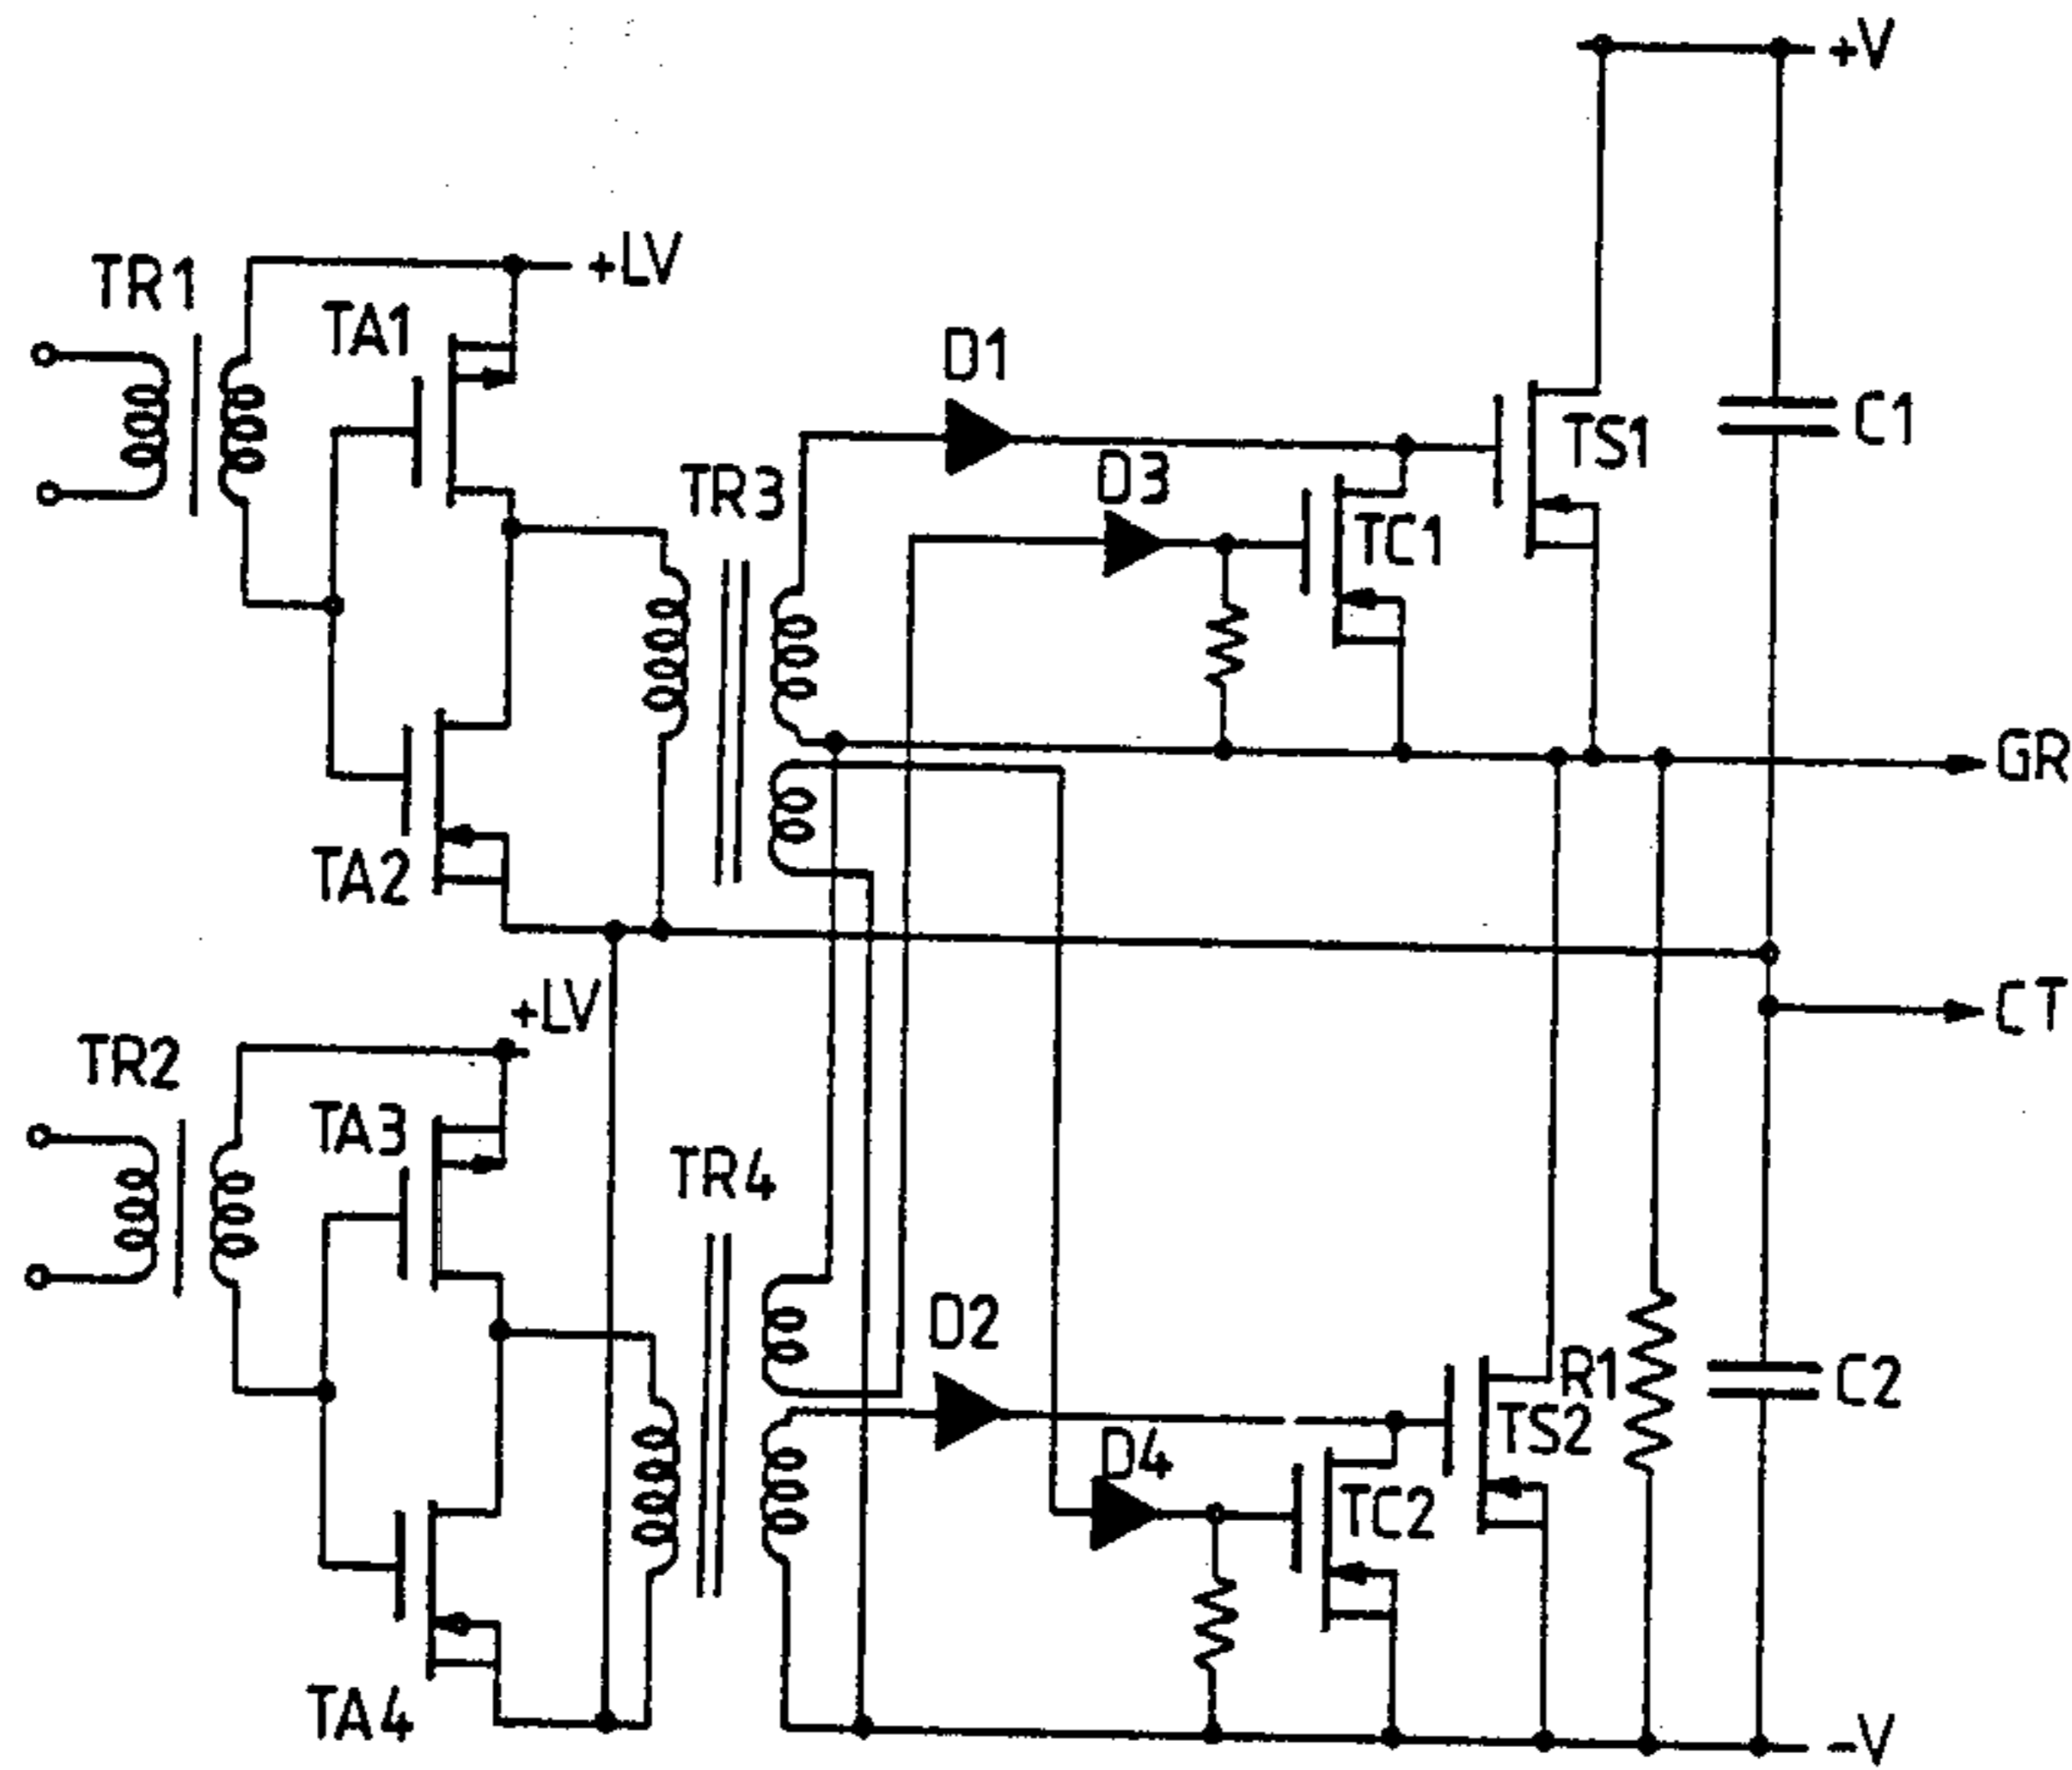 +V
+LV
TR1
TA1
D1
C1
TS1
D3
TR3
TC1
GR
TA2
+LV
CT
TR2
TA3
TR4
D2
R1
C2
TS2
D4
TC2
TA4
-V